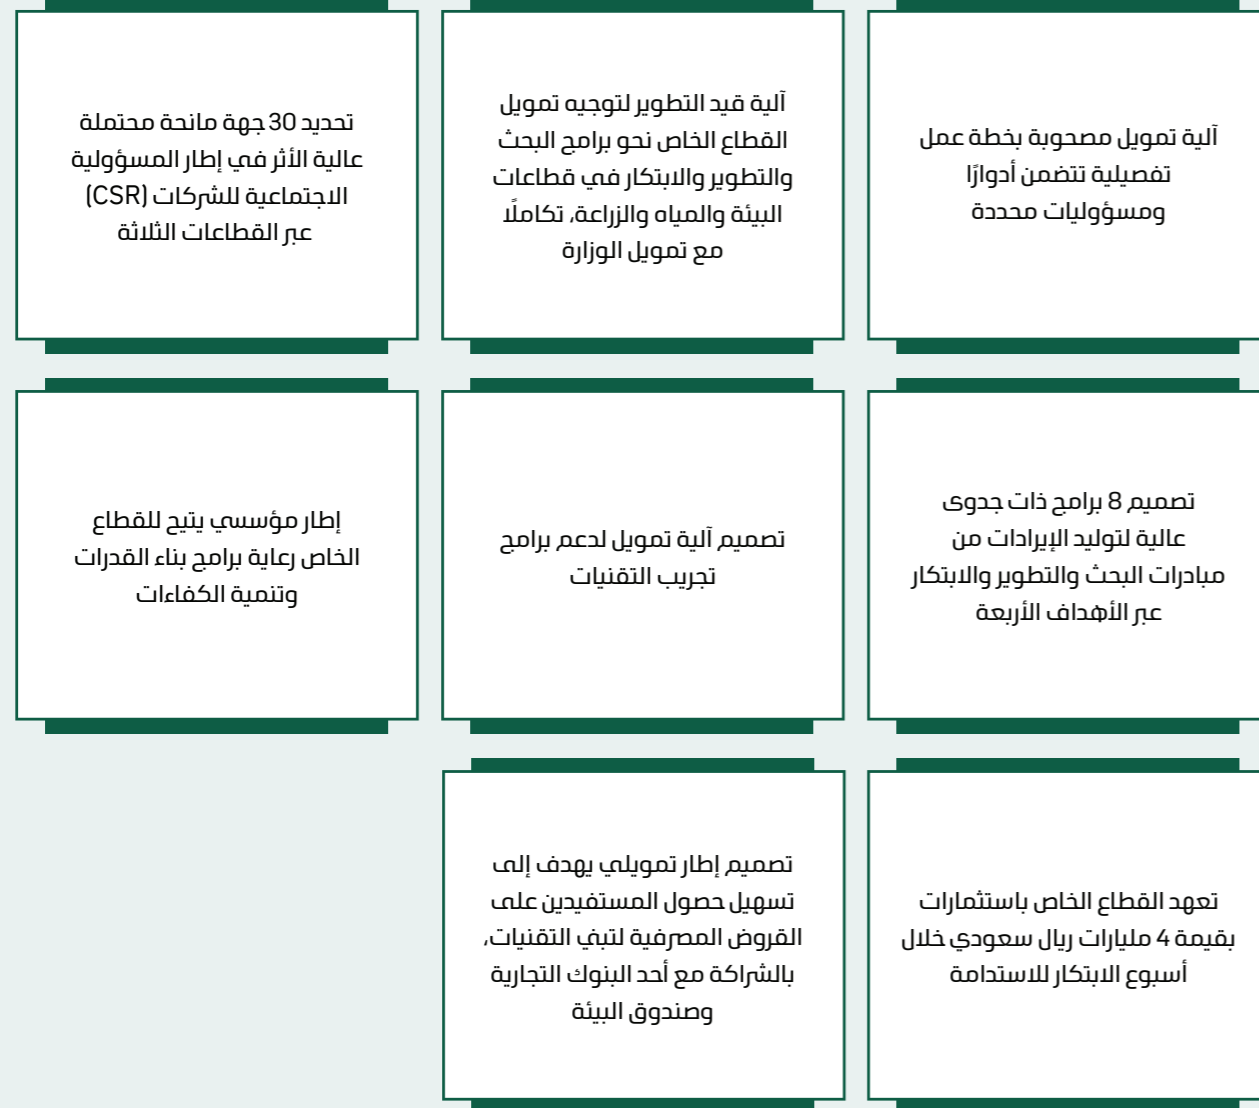 آلية تمويل مصحوبة بخطة عمل
تفصيلية تتضمن أدوارًا
ومسؤوليات محددة
آلية قيد التطوير لتوجيه تمويل
القطاع الخاص نحو برامج البحث
والتطوير والابتكار في قطاعات
البيئة والمياه والزراعة، تكاملًا
مع تمويل الوزارة
تحديد 30 جهة مانحة محتملة
عالية الأثر في إطار المسؤولية
الاجتماعية للشركات (CSR)
عبر القطاعات الثلاثة
تصميم 8 برامج ذات جدوى
عالية لتوليد الإيرادات من
مبادرات البحث والتطوير والابتكار
عبر الأهداف الأربعة
تصميم آلية تمويل لدعم برامج
تجريب التقنيات
إطار مؤسسي يتيح للقطاع
الخاص رعاية برامج بناء القدرات
وتنمية الكفاءات
تعهد القطاع الخاص باستثمارات
بقيمة 4 مليارات ريال سعودي خلال
أسبوع الابتكار للاستدامة
تصميم إطار تمويلي يهدف إلى
تسهيل حصول المستفيدين على
القروض المصرفية لتبني التقنيات،
بالشراكة مع أحد البنوك التجارية
وصندوق البيئة